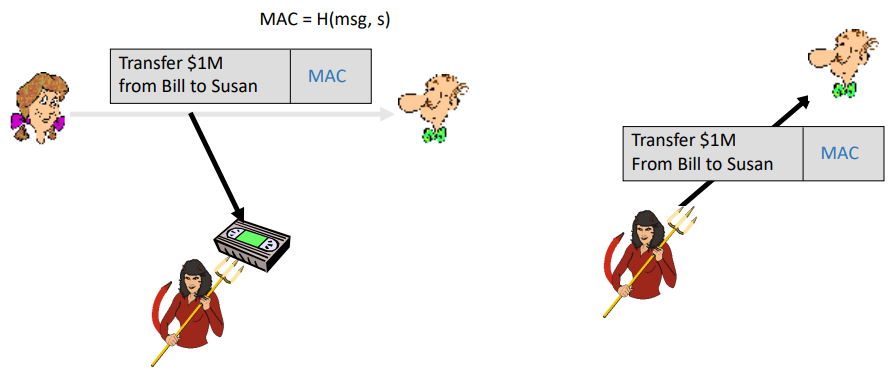 MAC = H(msg, s)
Transfer $1M
from Bill to Susan
MAC
Transfer $1M
From Bill to Susan
MAC